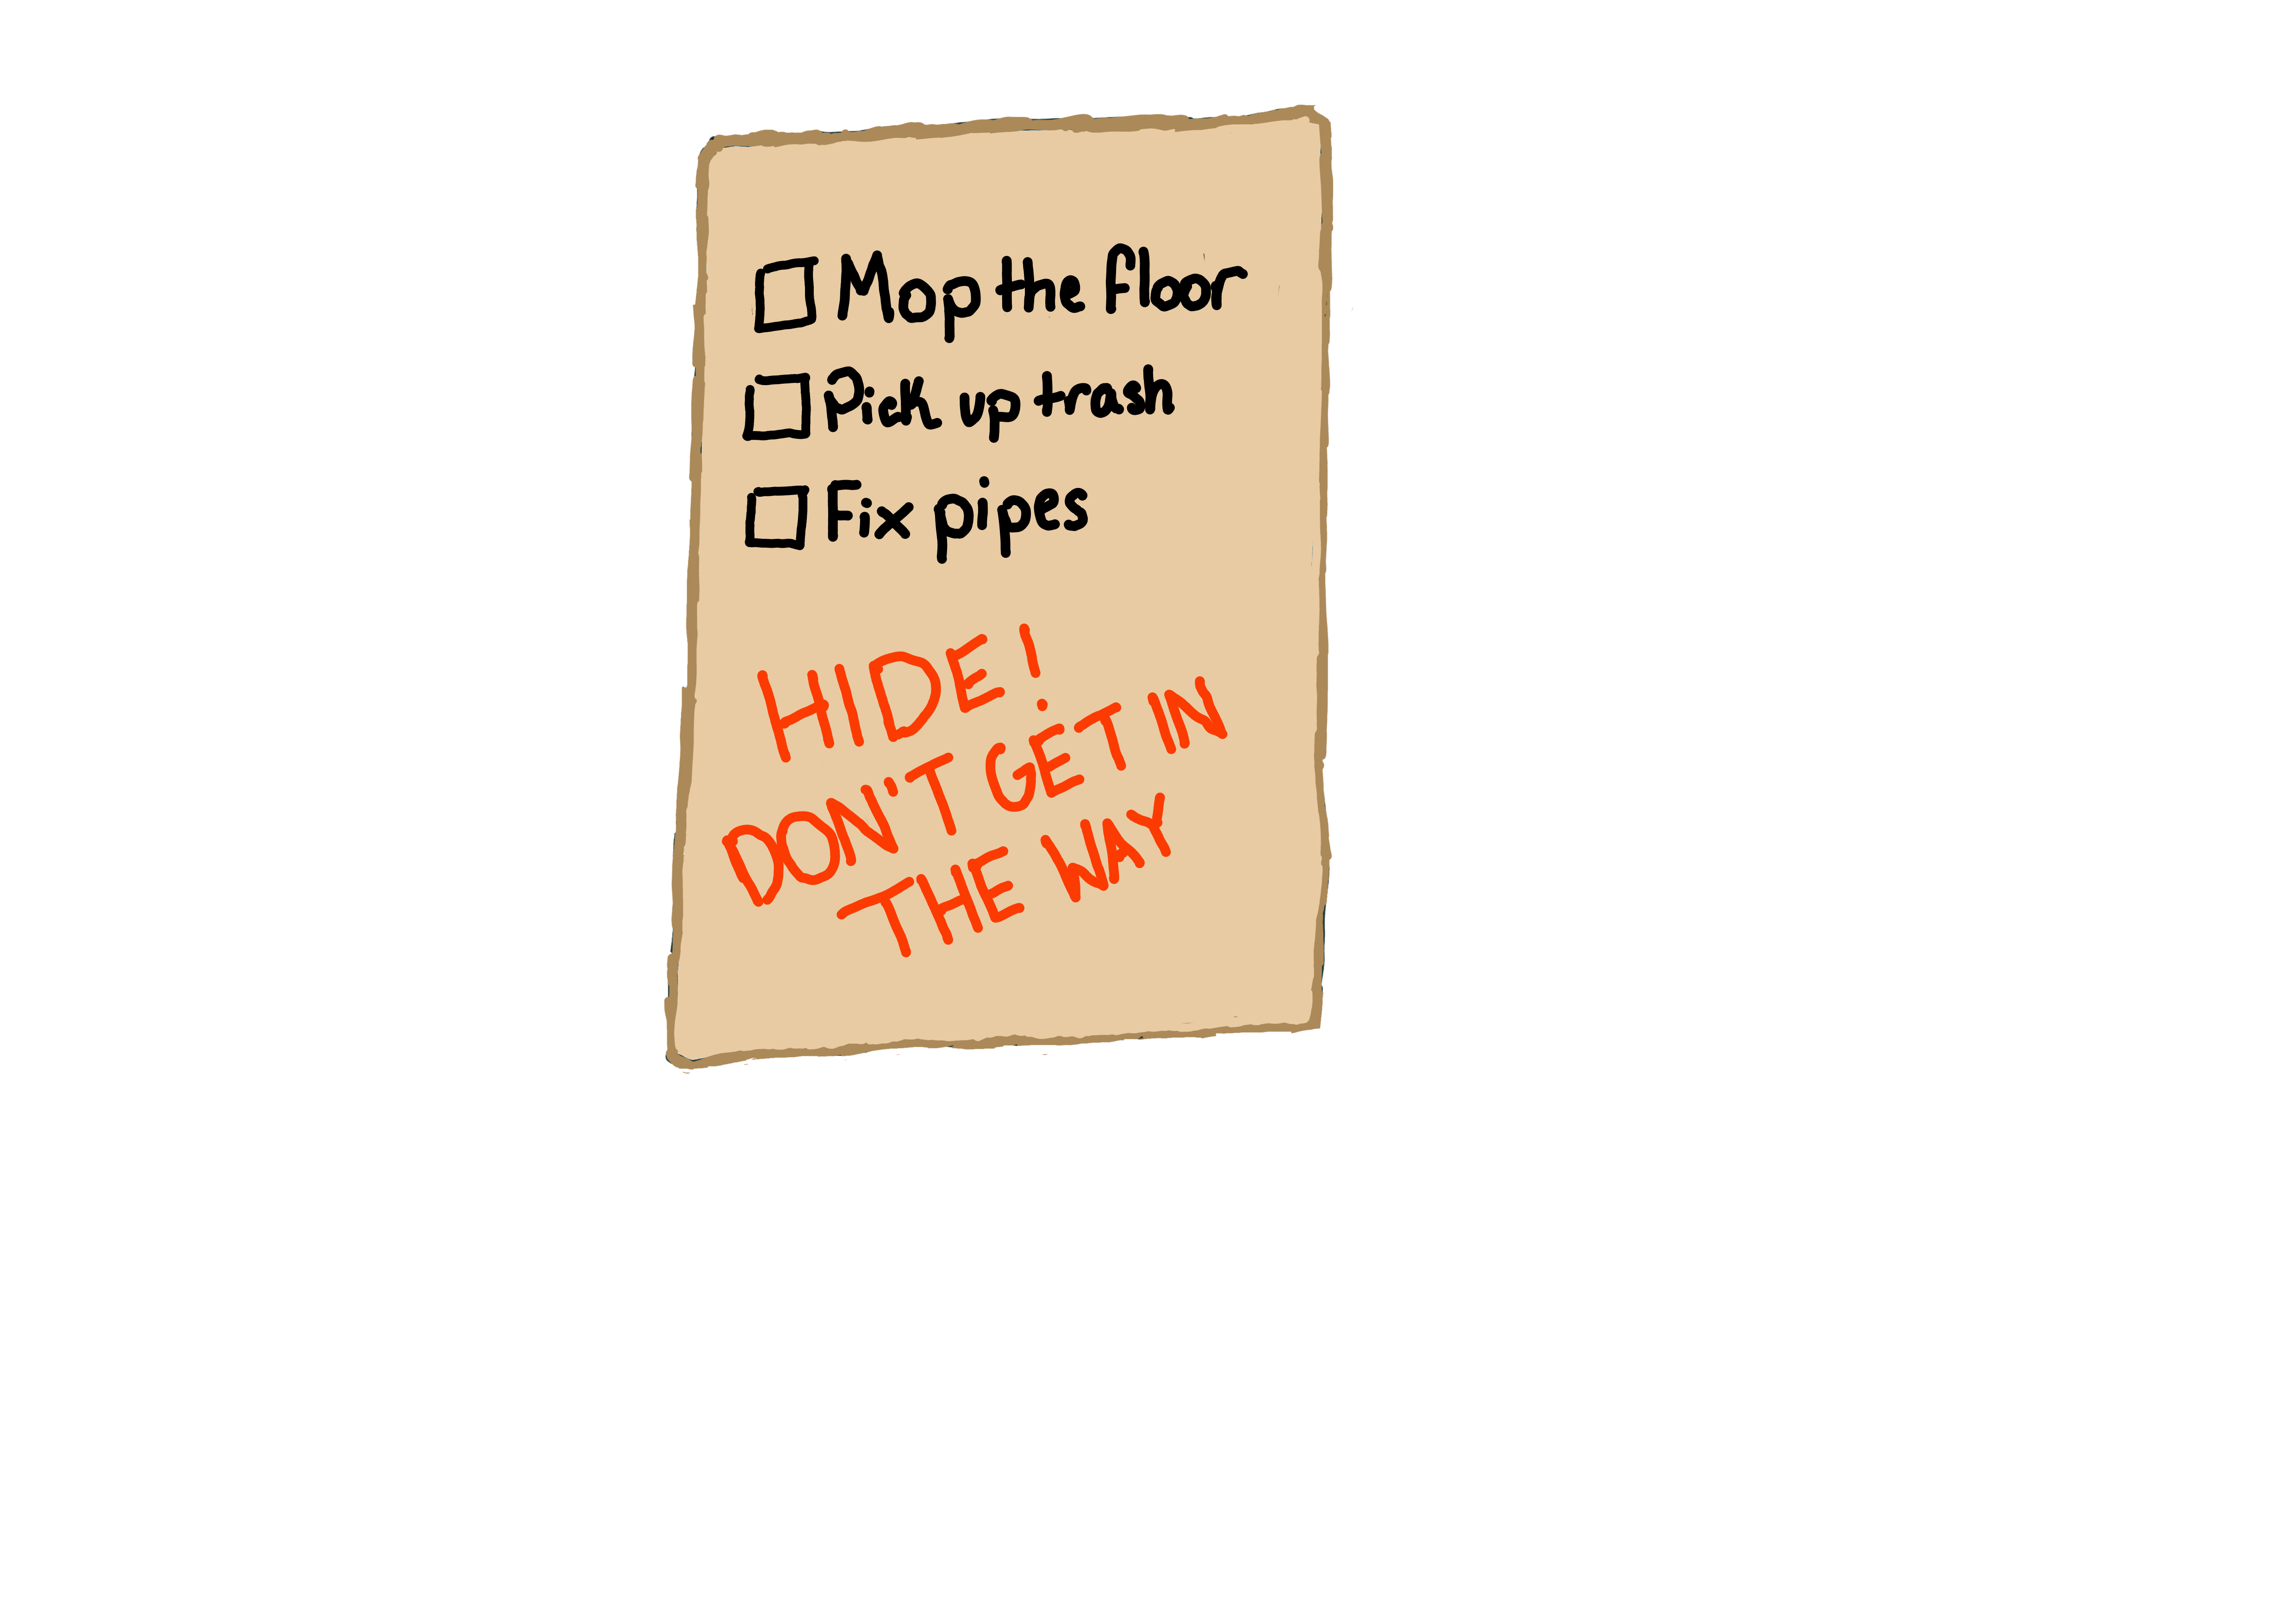 Mop the floor
Pick up trash
Fix pipes
HIDE!
DON'T GET IN
THE WAY